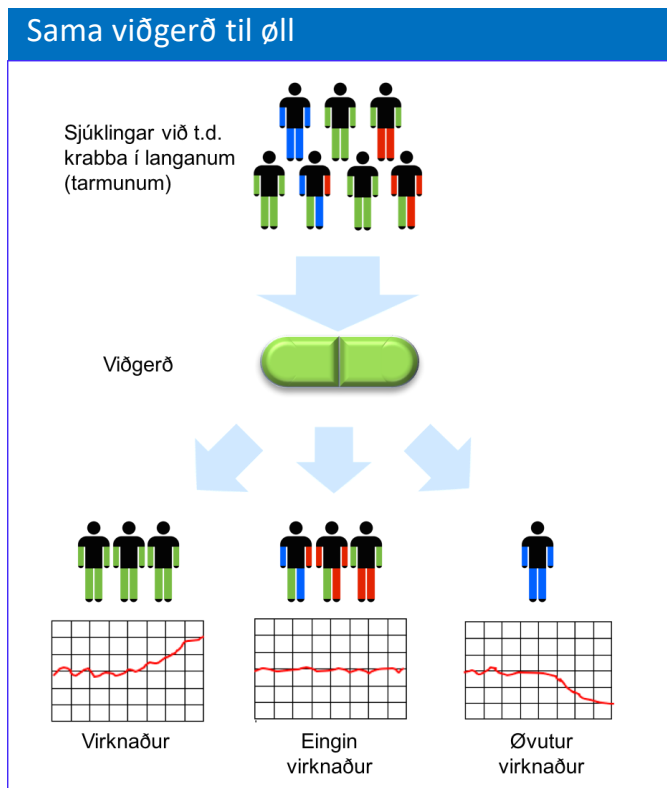 Sama viðgerð til øll
Sjúklingar við t.d.
krabba í langanum
(tarmunum)
Viðgerð
Virknaður
Eingin
virknaður
Øvutur
virknaður